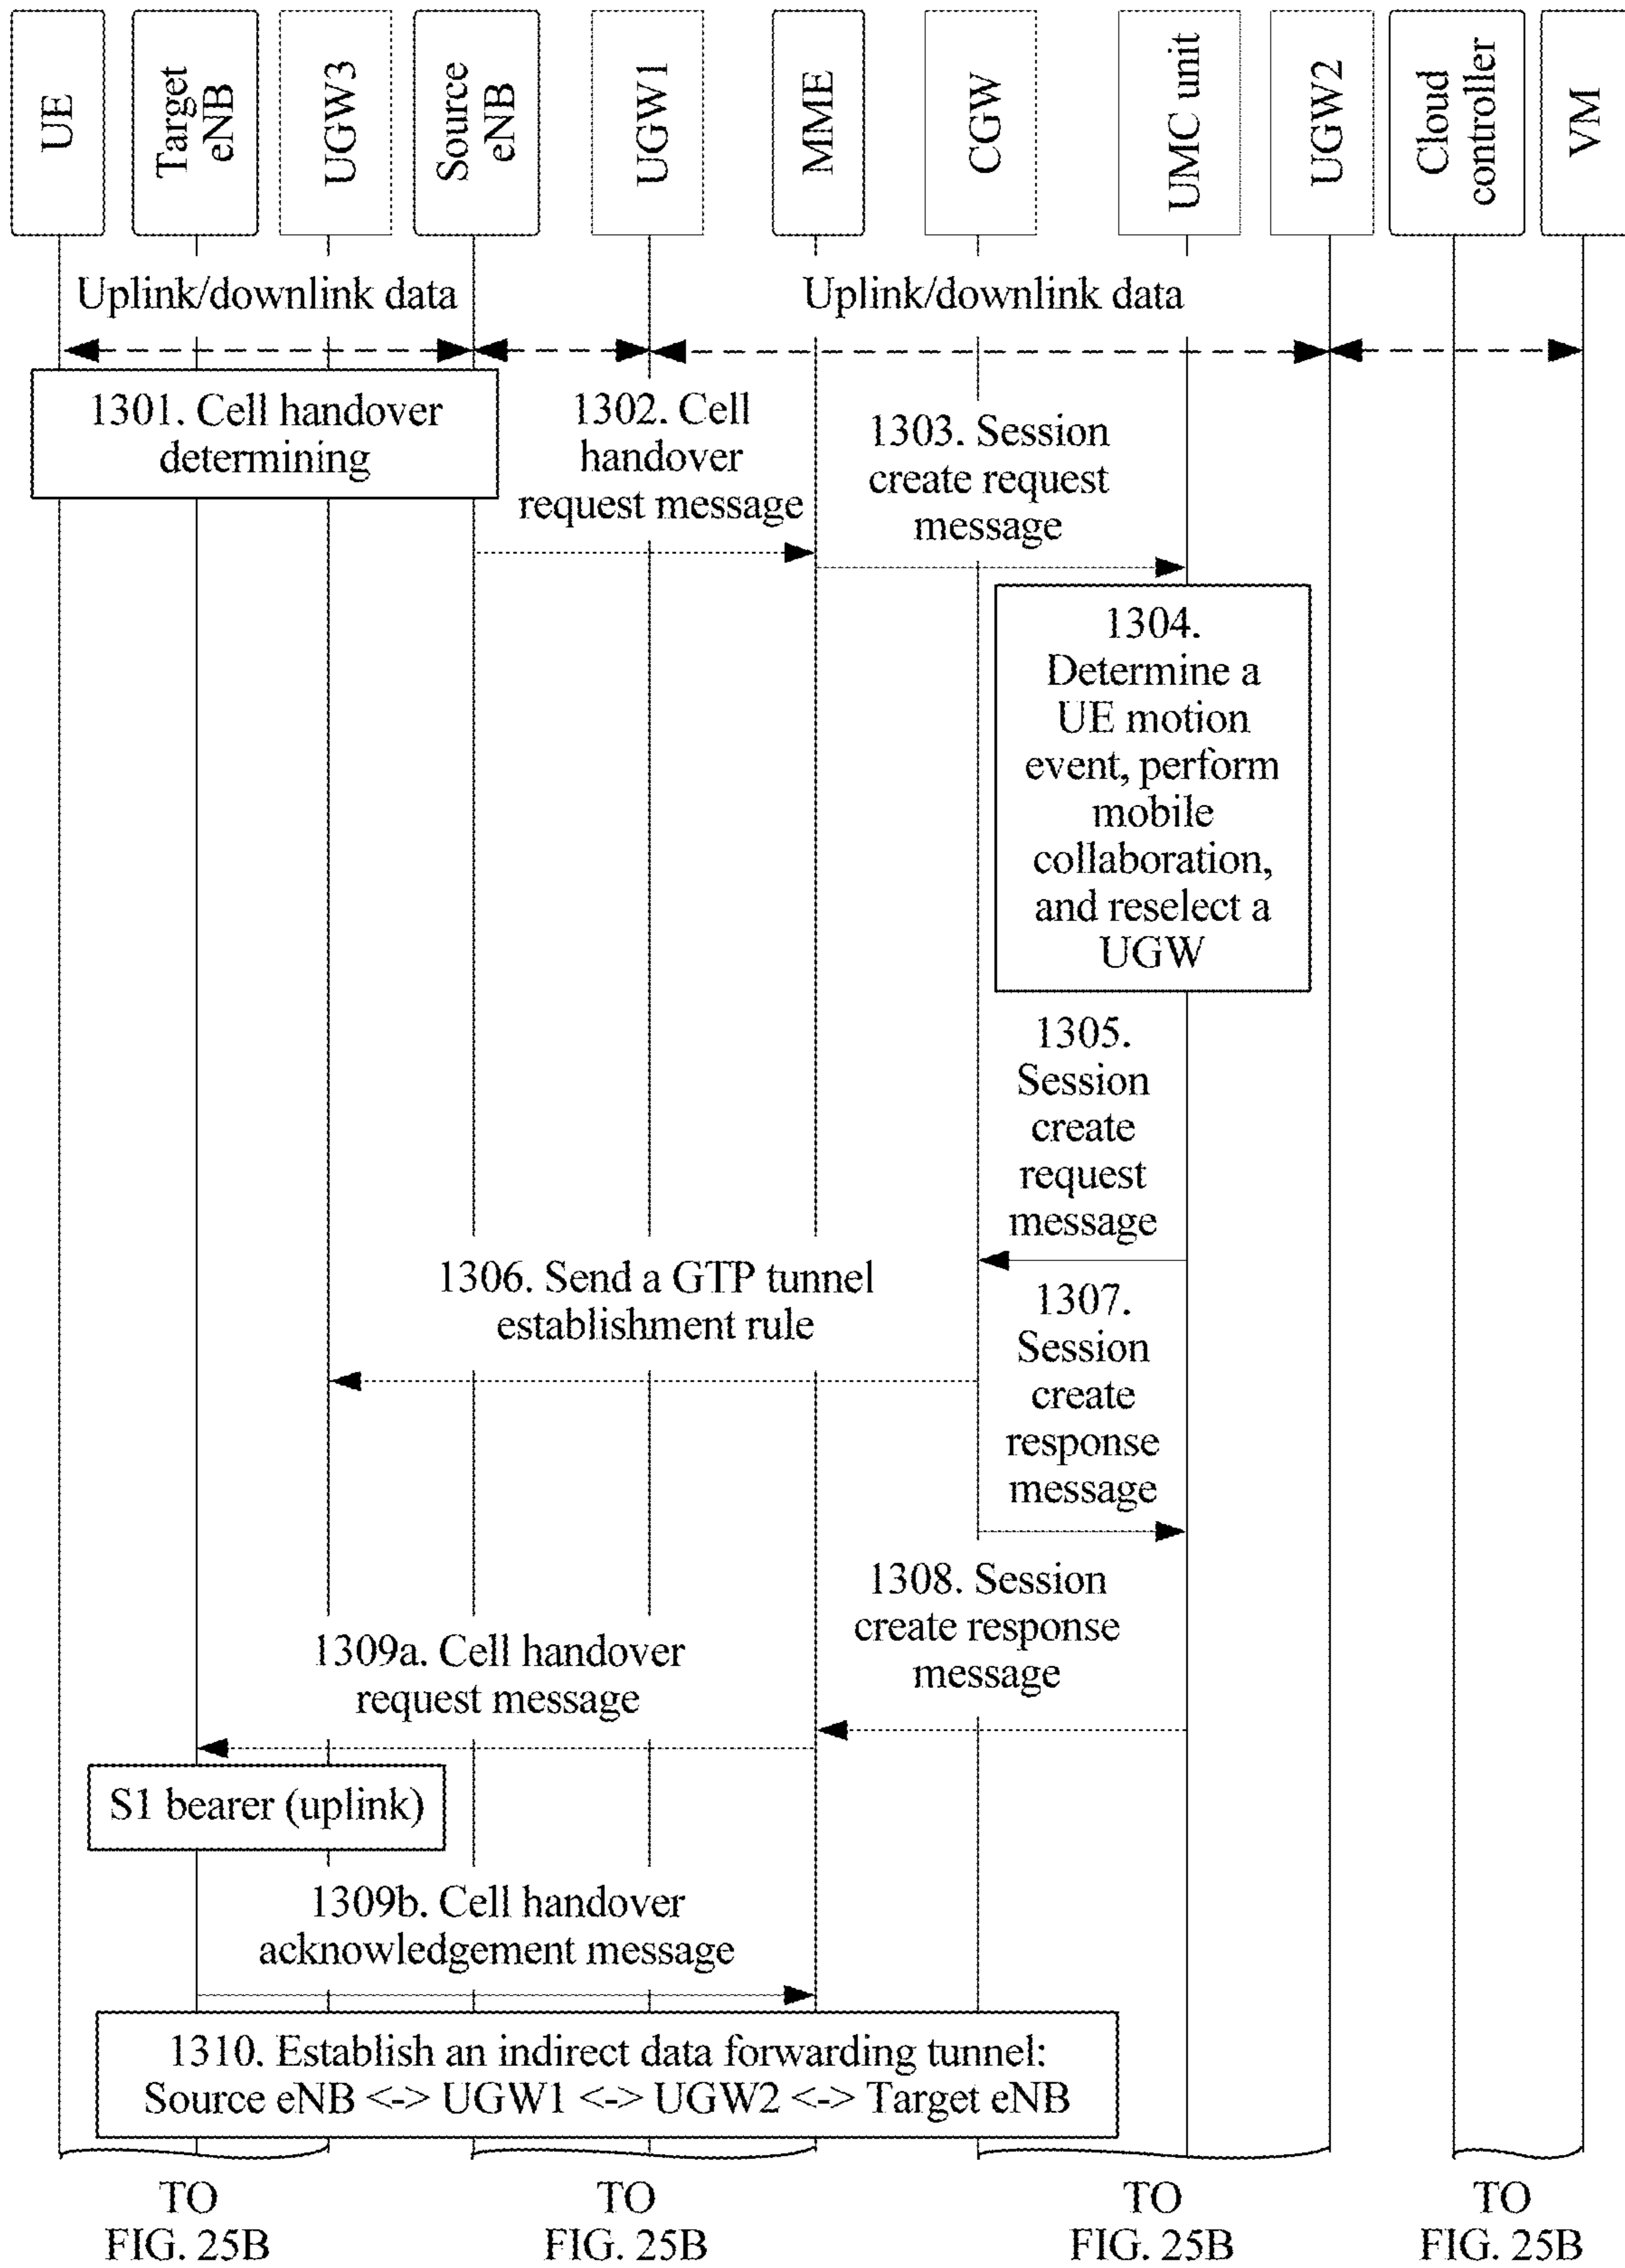 UE
Target
eNB
UGW3
Source
eNB
UGW1
MME
CGW
UMC unit
UGW2
Cloud
controller
VM
Uplink/downlink data
Uplink/downlink data
1301. Cell handover
determining
1302. Cell
handover
request message
1303. Session
create request
message
1304.
Determine a
UE motion
event, perform
mobile
collaboration,
and reselect a
UGW
1305.
Session
create
request
message
1306. Send a GTP tunnel
establishment rule
1307.
Session
create
response
message
1308. Session
create response
message
1309a. Cell handover
request message
S1 bearer (uplink)
1309b. Cell handover
acknowledgement message
1310. Establish an indirect data forwarding tunnel:
Source eNB <-> UGW1 <-> UGW2 <-> Target eNB
TO
FIG. 25B
TO
FIG. 25B
TO
FIG. 25B
TO
FIG. 25B